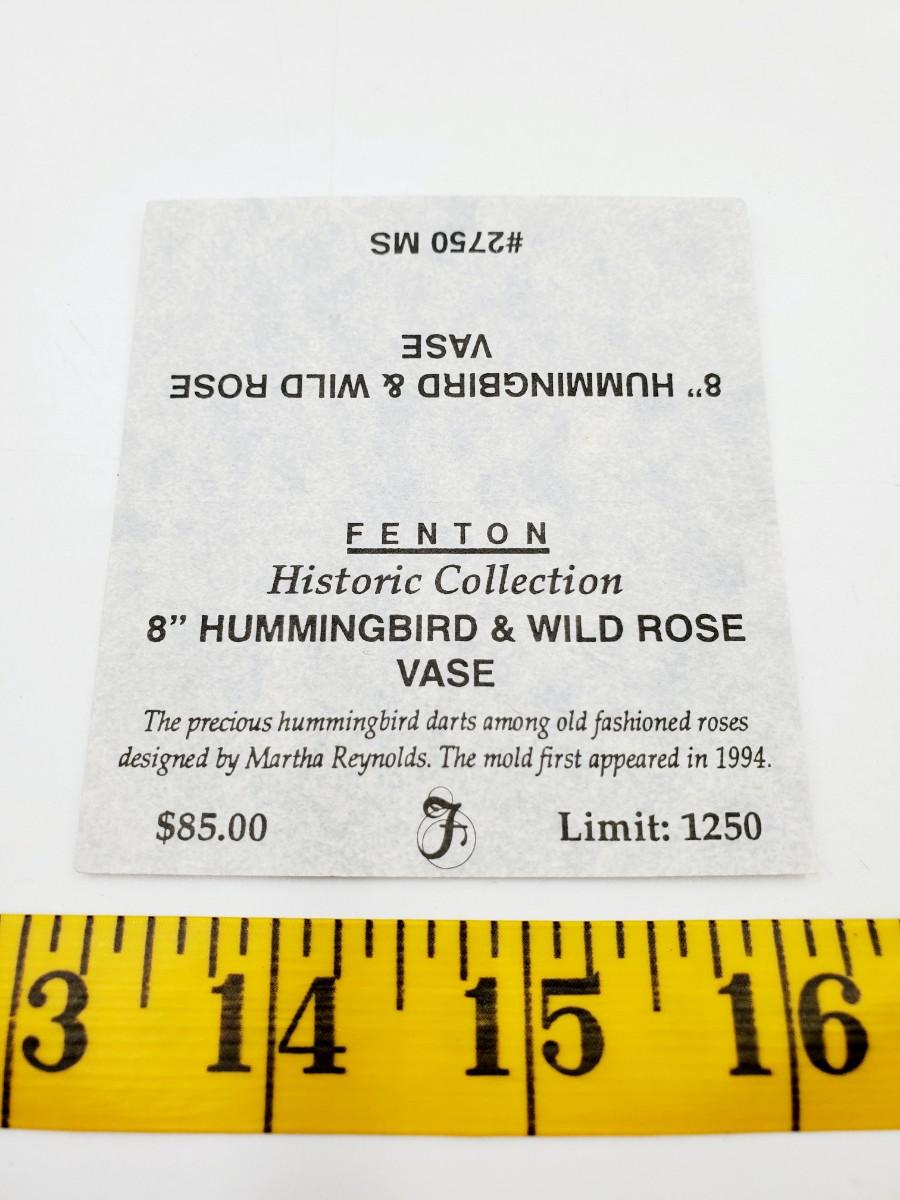 #2750 MS
8” HUMMINGBIRD & WILD ROSE
VASE
FENTON
Historic Collection
8” HUMMINGBIRD & WILD ROSE
VASE
The precious hummingbird darts among old fashioned roses
designed by Martha Reynolds. The mold first appeared in 1994.
$85.00 F Limit: 1250
3 14 15 16